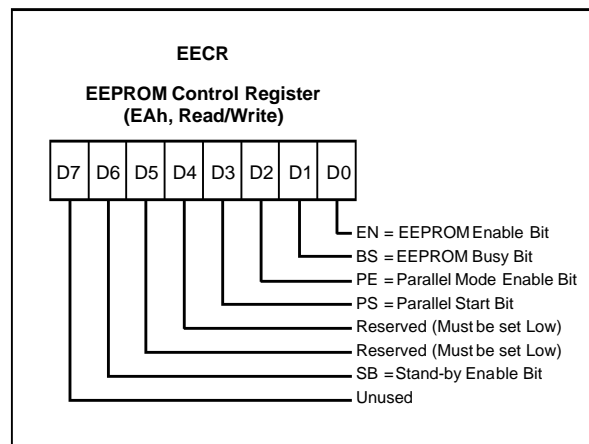 EECR
EEPROM Control Register
(EAh, Read/Write)
D7 D6 D5 D4 D3 D2 D1 D0
EN = EEPROM Enable Bit
BS = EEPROM Busy Bit
PE = Parallel Mode Enable Bit
PS = Parallel Start Bit
Reserved (Must be set Low)
Reserved (Must be set Low)
SB = Stand-by Enable Bit
Unused